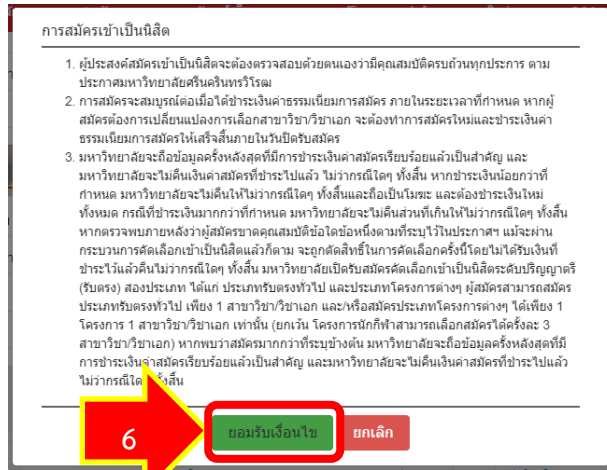 การสมัครเข้าเป็นนิสิต
1. ผู้ประสงค์สมัครเข้าเป็นนิสิตจะต้องตรวจสอบด้วยตนเองว่ามีคุณสมบัติครบถ้วนทุกประการ ตาม
ประกาศมหาวิทยาลัยศรีนครินทรวิโรฒ
2. การสมัครจะสมบูรณ์ต่อเมื่อได้ชำระเงินค่าธรรมเนียมการสมัคร ภายในระยะเวลาที่กำหนด หากผู้
สมัครต้องการเปลี่ยนแปลงการเลือกสาขาวิชา/วิชาเอก จะต้องทำการสมัครใหม่และชำระเงินค่า
ธรรมเนียมการสมัครให้เสร็จสิ้นภายในวันปิดรับสมัคร
3. มหาวิทยาลัยจะถือข้อมูลครั้งหลังสุดที่มีการชำระเงินค่าสมัครเรียบร้อยแล้วเป็นสำคัญ และ
มหาวิทยาลัยจะไม่คืนเงินค่าสมัครที่ชำระไปแล้ว ไม่ว่ากรณีใดๆ ทั้งสิ้น หากชำระเงินน้อยกว่าที่
กำหนด มหาวิทยาลัยจะไม่คืนให้ไม่ว่ากรณีใดๆ ทั้งสิ้นและถือเป็นโมฆะ และต้องชำระเงินใหม่
ทั้งหมด กรณีที่ชำระเงินมากกว่าที่กำหนด มหาวิทยาลัยจะไม่คืนส่วนที่เกินให้ไม่ว่ากรณีใดๆ ทั้งสิ้น
หากตรวจพบภายหลังว่าผู้สมัครขาดคุณสมบัติข้อใดข้อหนึ่งตามที่ระบุไว้ในประกาศฯ แม้จะผ่าน
กระบวนการคัดเลือกเข้าเป็นนิสิตแล้วก็ตาม จะถูกตัดสิทธิ์ในการคัดเลือกครั้งนี้โดยไม่ได้รับเงินที่
ชำระไว้แล้วคืนไม่ว่ากรณีใดๆ ทั้งสิ้น มหาวิทยาลัยเปิดรับสมัครคัดเลือกเข้าเป็นนิสิตระดับปริญญาตรี
(รับตรง) สองประเภท ได้แก่ ประเภทรับตรงทั่วไป และประเภทโครงการต่างๆ ผู้สมัครสามารถสมัคร
ประเภทรับตรงทั่วไป เพียง 1 สาขาวิชา/วิชาเอก และ/หรือสมัครประเภทโครงการต่างๆ ได้เพียง 1
โครงการ 1 สาขาวิชา/วิชาเอก เท่านั้น (ยกเว้น โครงการนักกีฬาสามารถเลือกสมัครได้ครั้งละ 3
สาขาวิชา/วิชาเอก) หากพบว่าสมัครมากกว่าที่ระบุข้างต้น มหาวิทยาลัยจะถือข้อมูลครั้งหลังสุดที่มี
การชำระเงินค่าสมัครเรียบร้อยแล้วเป็นสำคัญ และมหาวิทยาลัยจะไม่คืนเงินค่าสมัครที่ชำระไปแล้ว
ไม่ว่ากรณีใดๆ ทั้งสิ้น
6 ยอมรับเงื่อนไข ยกเลิก